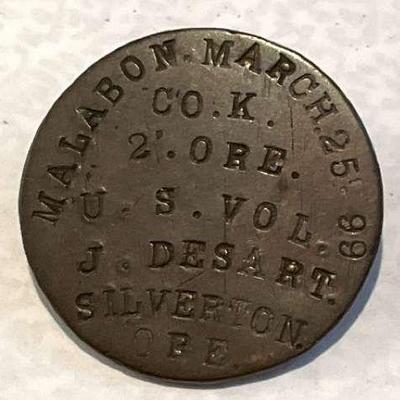 MALABON. MARCH. 25 99
CO. K.
2. ORE.
U. S. VOL.
J. DESART.
SILVERTON.
ORE